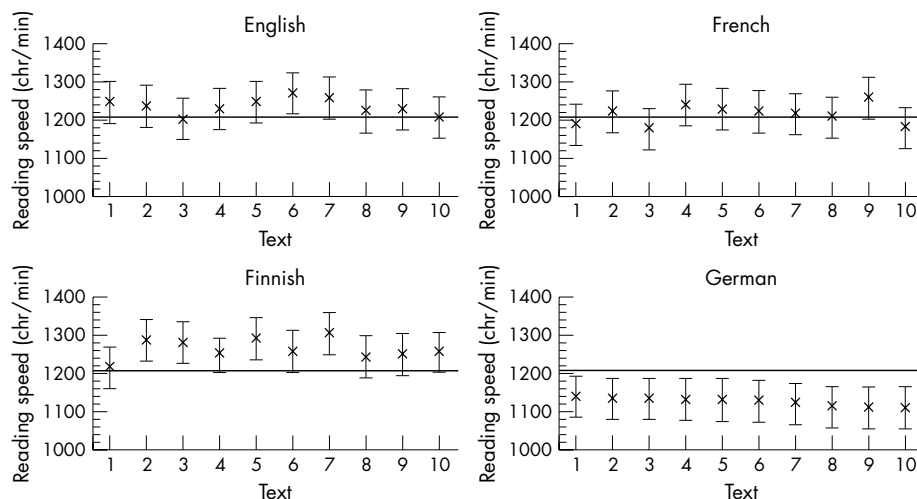 English
Reading speed (chr/min)
1400
1300
1200
1100
1000
1 2 3 4 5 6 7 8 9 10
Text
French
Reading speed (chr/min)
1400
1300
1200
1100
1000
1 2 3 4 5 6 7 8 9 10
Text
Finnish
Reading speed (chr/min)
1400
1300
1200
1100
1000
1 2 3 4 5 6 7 8 9 10
Text
German
Reading speed (chr/min)
1400
1300
1200
1100
1000
1 2 3 4 5 6 7 8 9 10
Text